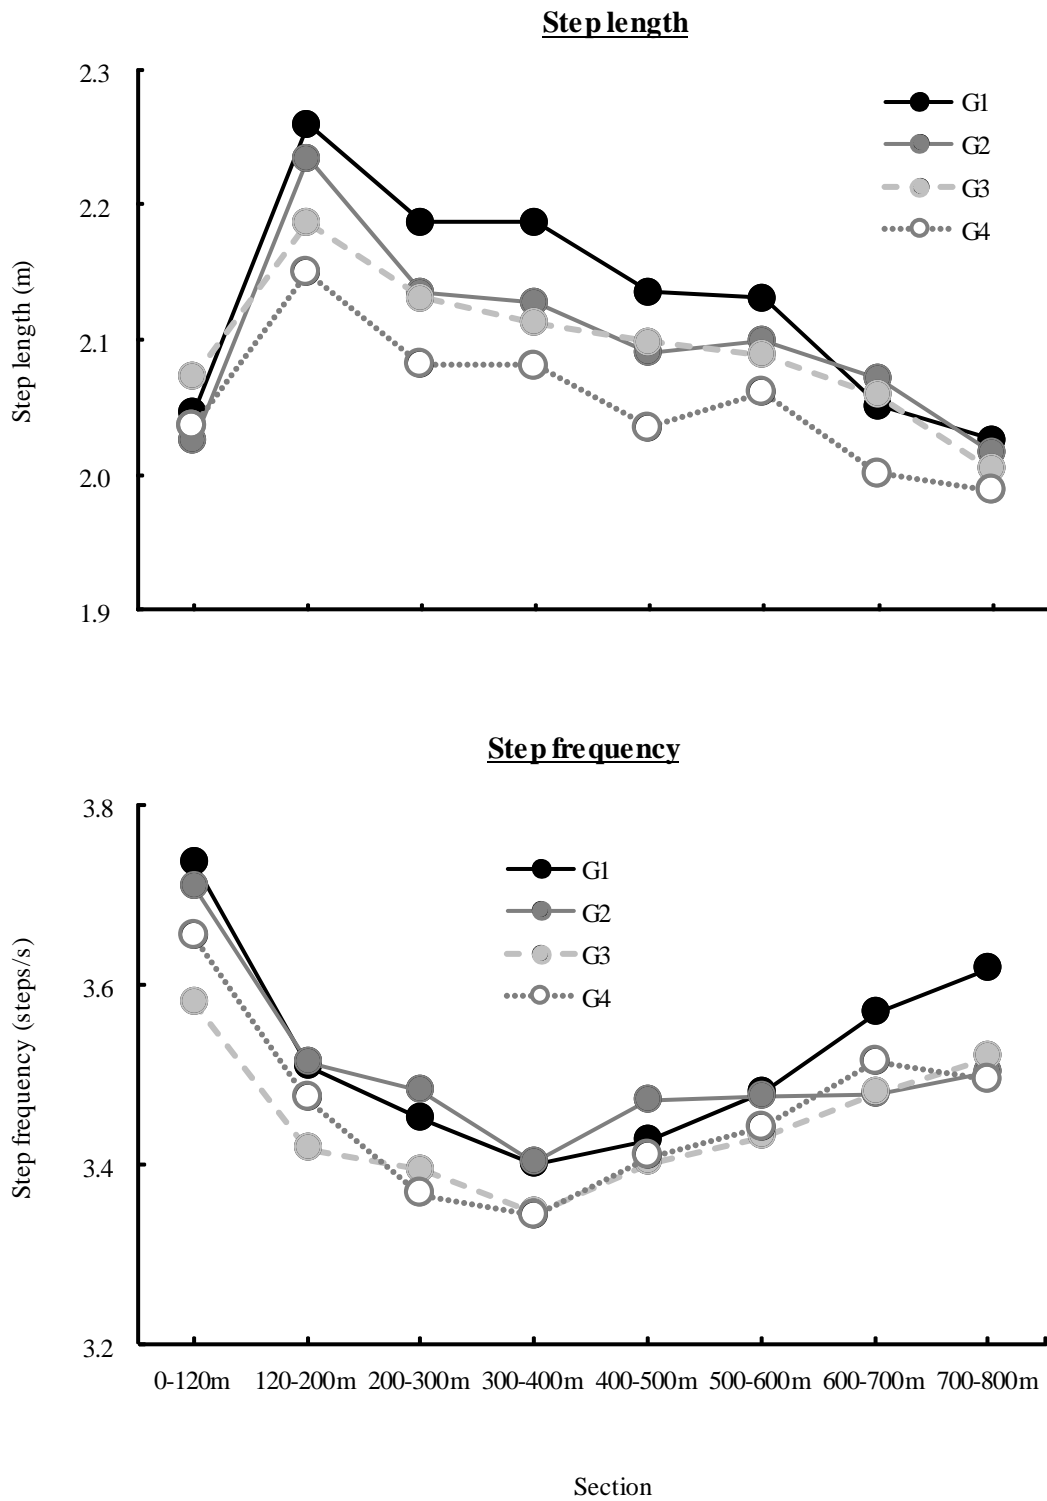 Step length
2.3
2.2
2.1
2.0
1.9
Step length (m)
G1
G2
G3
G4
Step frequency
3.8
3.6
3.4
3.2
Step frequency (steps/s)
G1
G2
G3
G4
0-120m 120-200m 200-300m 300-400m 400-500m 500-600m 600-700m 700-800m
Section